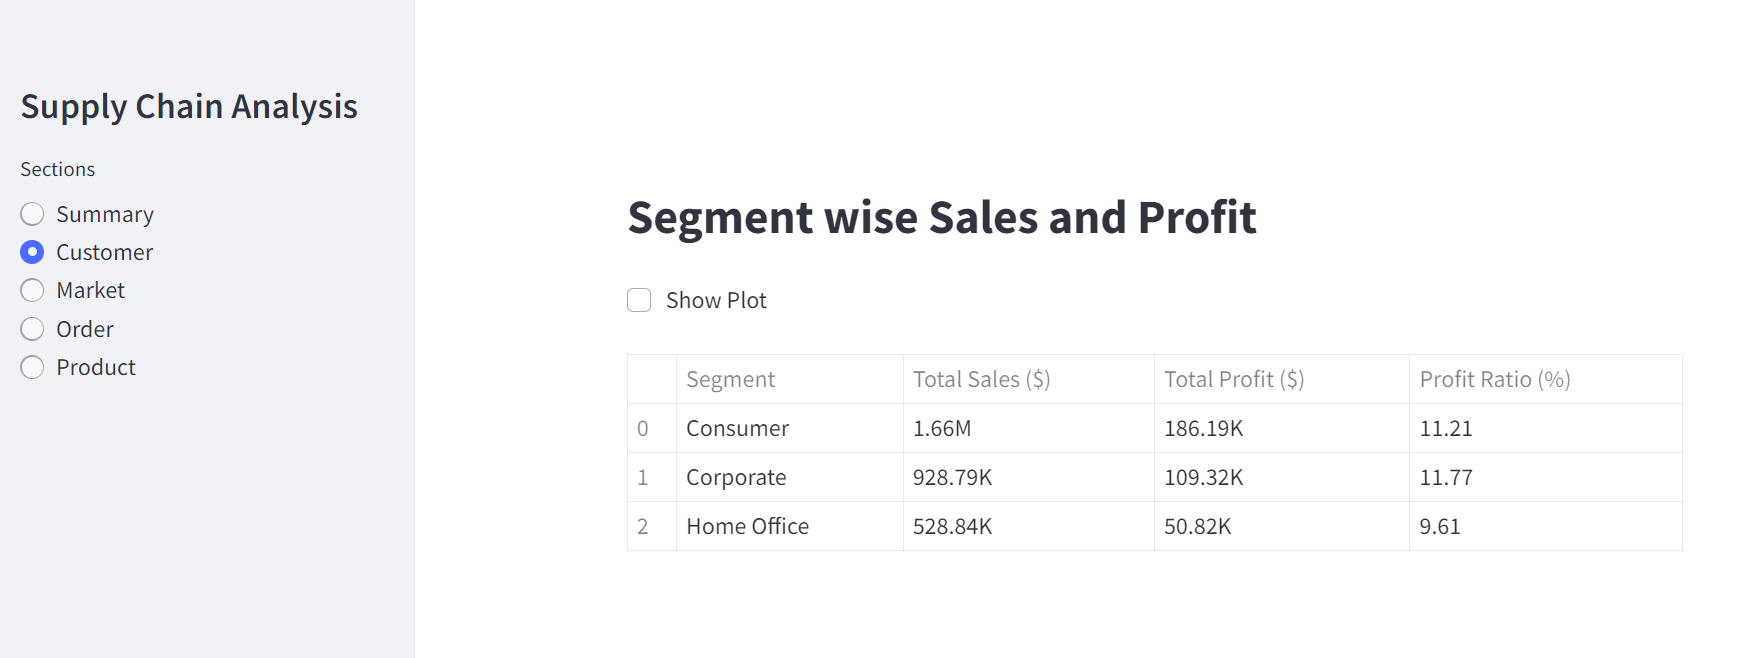 Supply Chain Analysis
Sections
Summary
Customer
Market
Order
Product
Segment wise Sales and Profit
Show Plot
Segment Total Sales ($) Total Profit ($) Profit Ratio (%)
0 Consumer 1.66M 186.19K 11.21
1 Corporate 928.79K 109.32K 11.77
2 Home Office 528.84K 50.82K 9.61